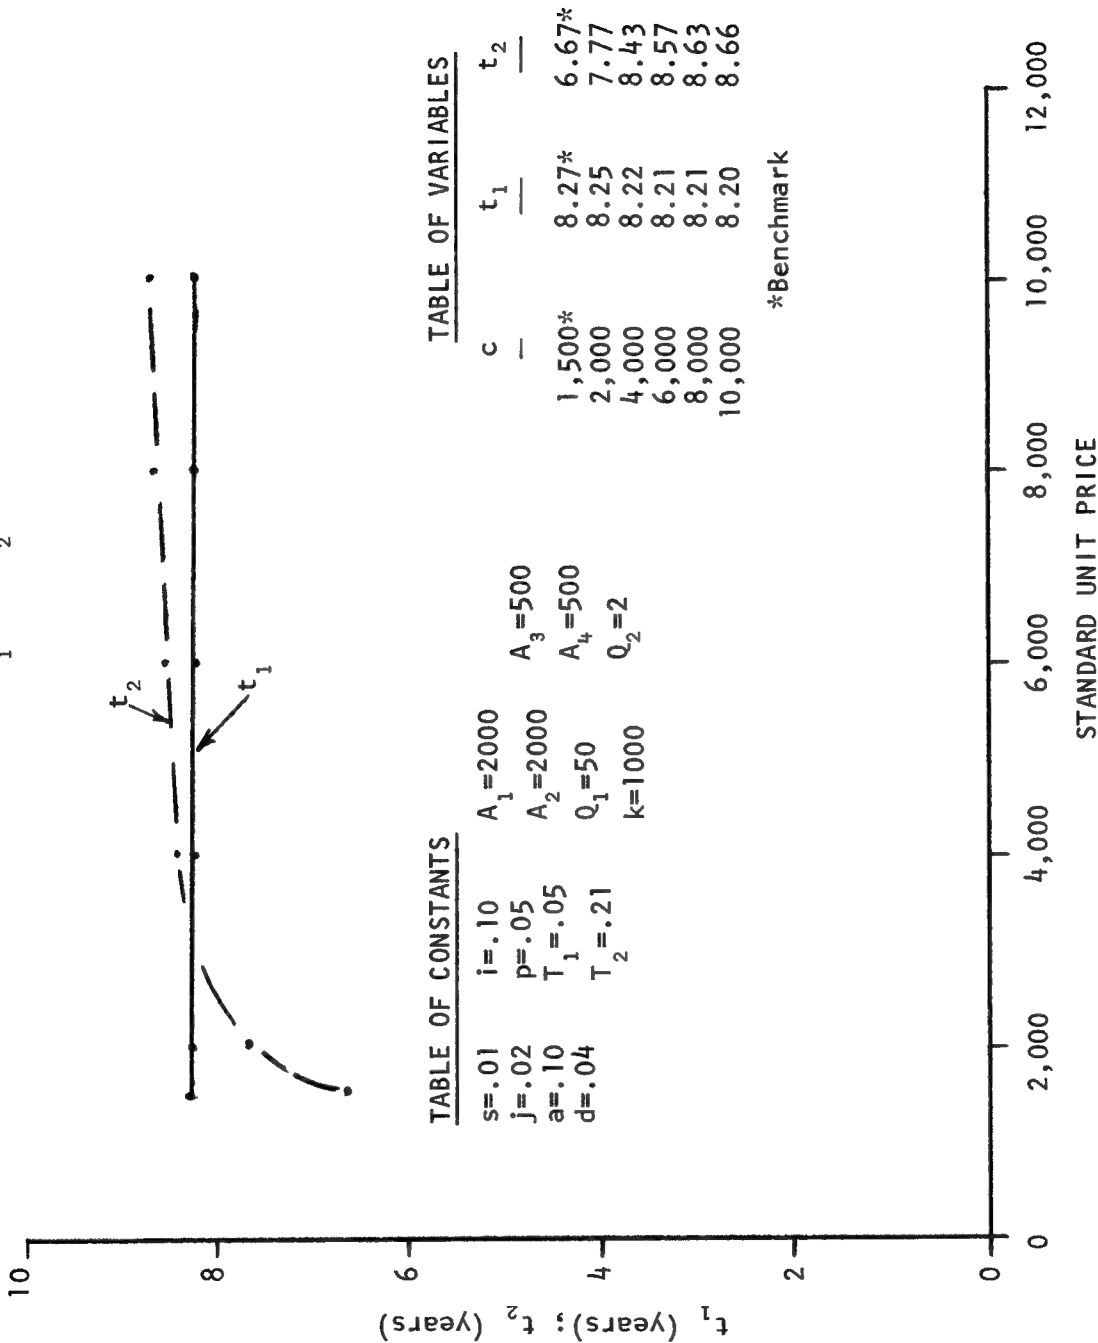 1 2
t2
t1
TABLE OF CONSTANTS
s=.01 i=.10 A1=2000 A3=500
j=.02 p=.05 A2=2000 A4=500
a=.10 T1=.05 Q1=50 Q2=2
d=.04 T2=.21 k=1000
TABLE OF VARIABLES
c t1 t2
1,500* 8.27* 6.67*
2,000 8.25 7.77
4,000 8.22 8.43
6,000 8.21 8.57
8,000 8.21 8.63
10,000 8.20 8.66
*Benchmark
t1 (years); t2 (years)
10
8
6
4
2
0
0 2,000 4,000 6,000 8,000 10,000 12,000
STANDARD UNIT PRICE